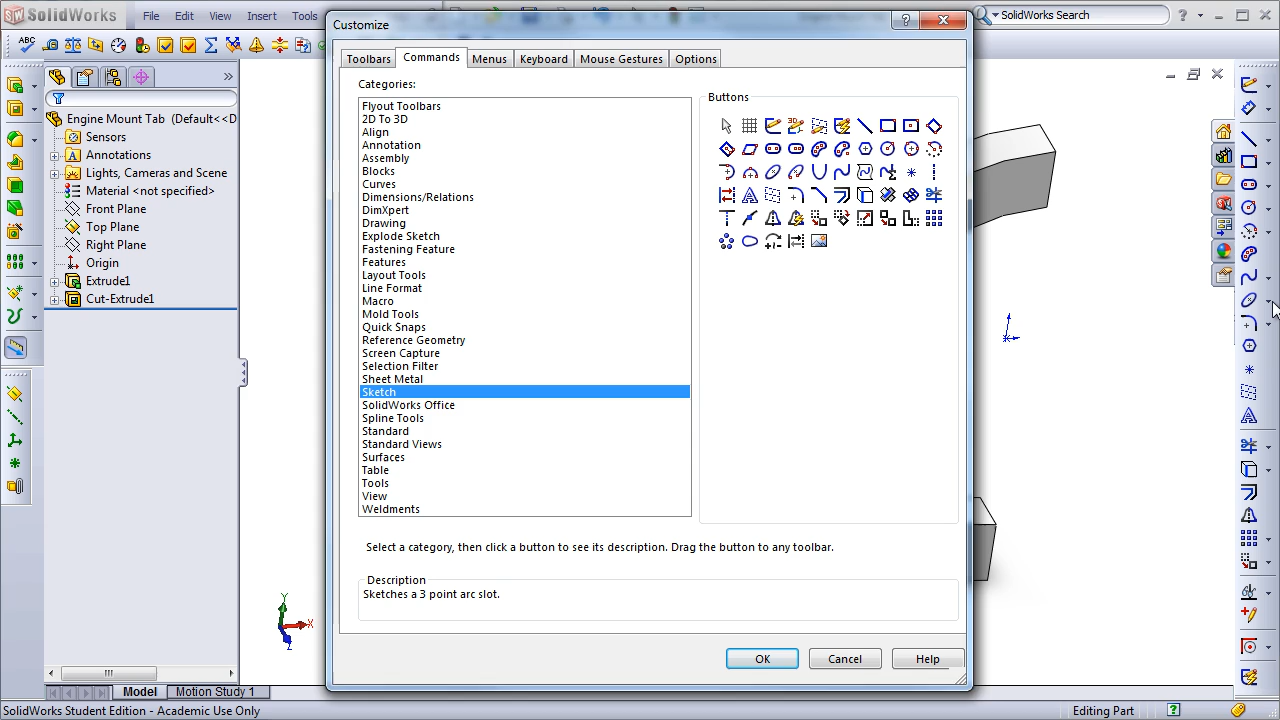 SolidWorks
File
Edit
View
Insert
Tools
Customize
SolidWorks Search
Toolbars
Commands
Menus
Keyboard
Mouse Gestures
Options
Categories:
Flyout Toolbars
2D To 3D
Align
Annotation
Assembly
Blocks
Curves
Dimensions/Relations
DimXpert
Drawing
Explode Sketch
Fastening Feature
Features
Layout Tools
Line Format
Macro
Mold Tools
Quick Snaps
Reference Geometry
Screen Capture
Selection Filter
Sheet Metal
Sketch
SolidWorks Office
Spline Tools
Standard
Standard Views
Surfaces
Table
Tools
View
Weldments
Buttons
Select a category, then click a button to see its description. Drag the button to any toolbar.
Description
Sketches a 3 point arc slot.
OK
Cancel
Help
Engine Mount Tab (Default<<D
Sensors
Annotations
Lights, Cameras and Scene
Material <not specified>
Front Plane
Top Plane
Right Plane
Origin
Extrude1
Cut-Extrude1
Y
X
Z
Model
Motion Study 1
SolidWorks Student Edition - Academic Use Only
Editing Part